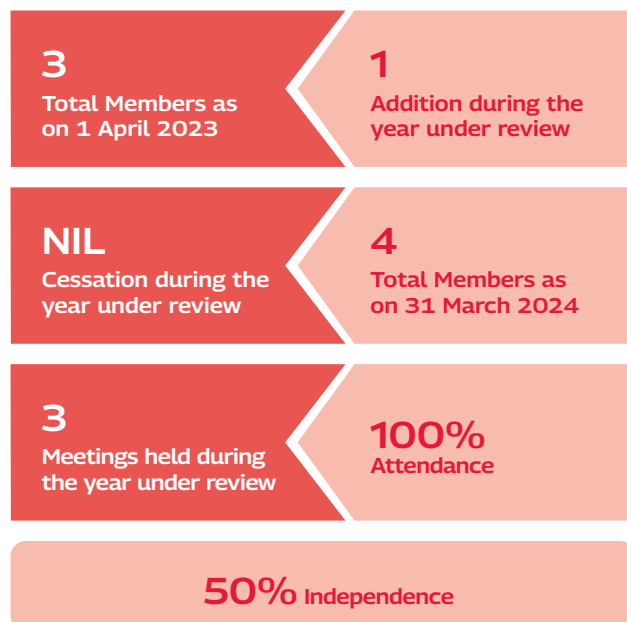 3
Total Members as
on 1 April 2023
1
Addition during the
year under review
NIL
Cessation during the
year under review
4
Total Members as
on 31 March 2024
3
Meetings held during
the year under review
100%
Attendance
50% Independence